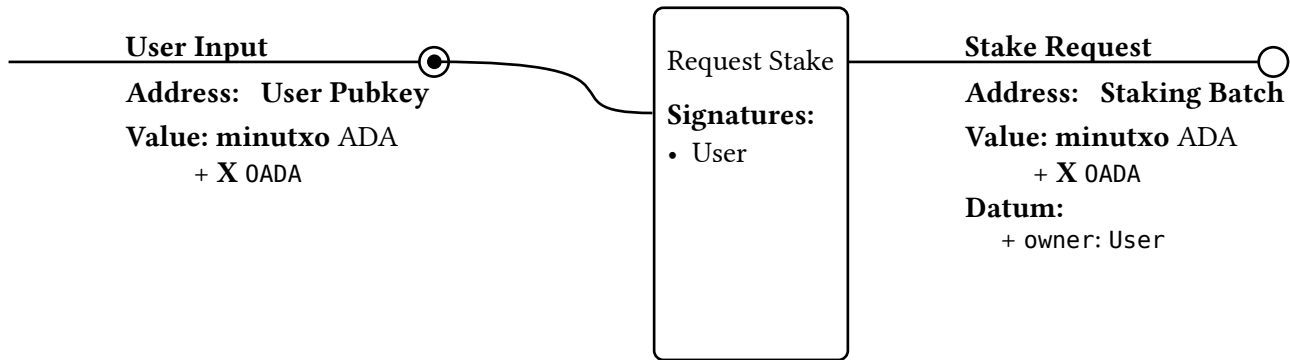 User Input
Address: User Pubkey
Value: minutxo ADA
+ X OADA
Request Stake
Signatures:
• User
Stake Request
Address: Staking Batch
Value: minutxo ADA
+ X OADA
Datum:
+ owner: User